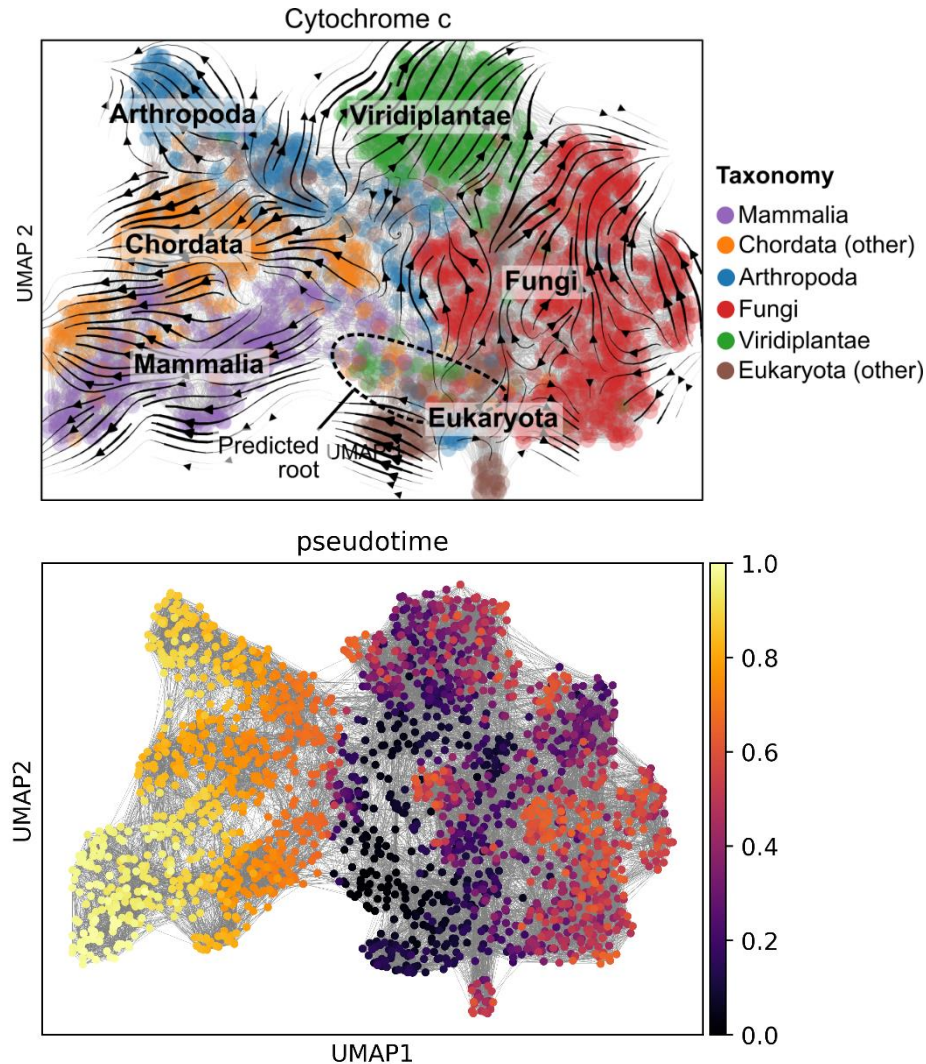 Cytochrome c
Arthropoda
Viridiplantae
Chordata
Fungi
Mammalia
Eukaryota
Predicted
root
UMAP
UMAP 2
Taxonomy
Mammalia
Chordata (other)
Arthropoda
Fungi
Viridiplantae
Eukaryota (other)
pseudotime
UMAP2
UMAP1
1.0
0.8
0.6
0.4
0.2
0.0